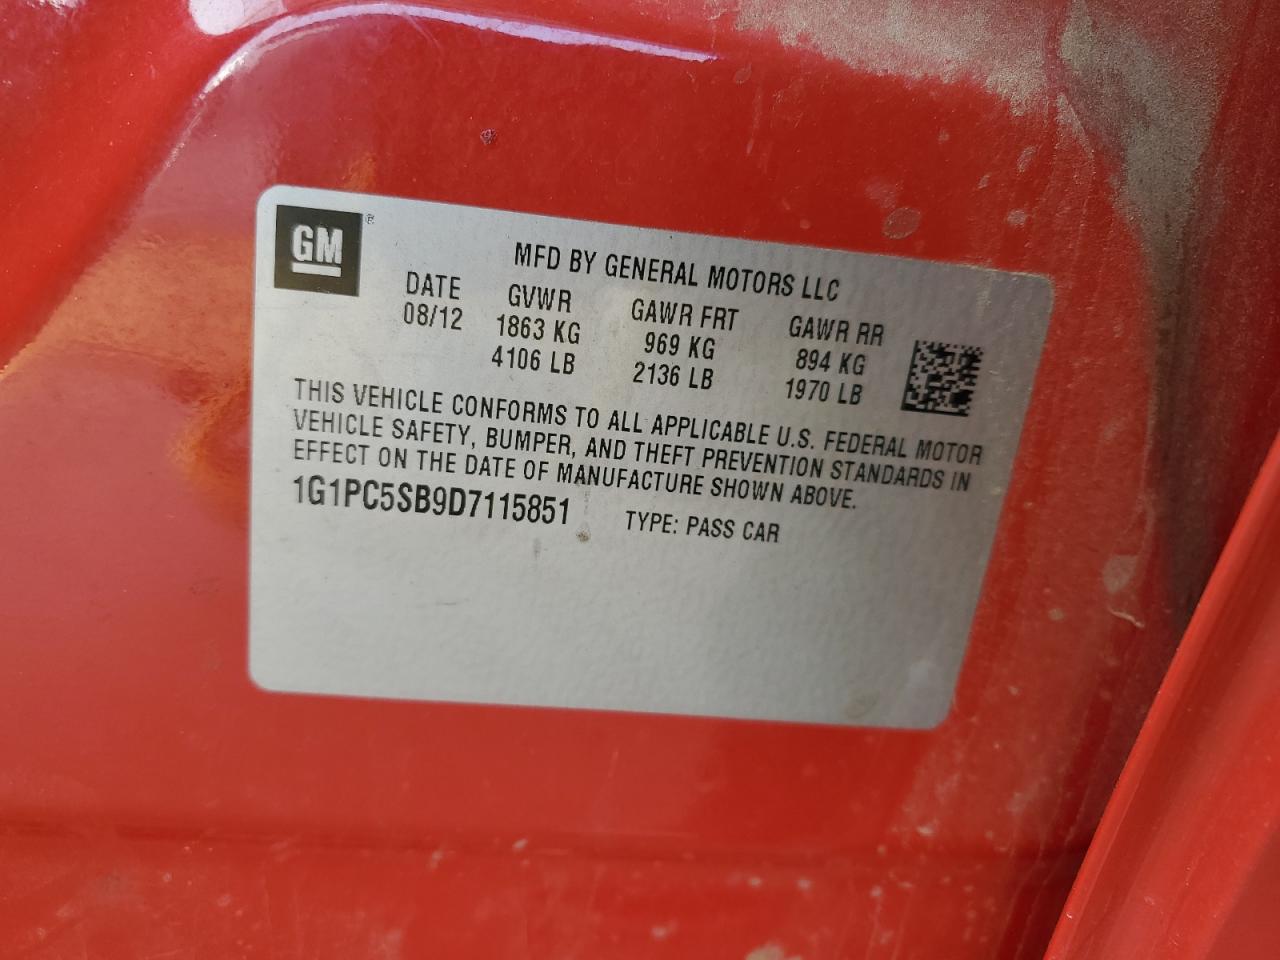 GM ®
MFD BY GENERAL MOTORS LLC
DATE GVWR GAWR FRT GAWR RR
08/12 1863 KG 969 KG 894 KG
4106 LB 2136 LB 1970 LB
THIS VEHICLE CONFORMS TO ALL APPLICABLE U.S. FEDERAL MOTOR
VEHICLE SAFETY, BUMPER, AND THEFT PREVENTION STANDARDS IN
EFFECT ON THE DATE OF MANUFACTURE SHOWN ABOVE.
1G1PC5SB9D7115851 TYPE: PASS CAR